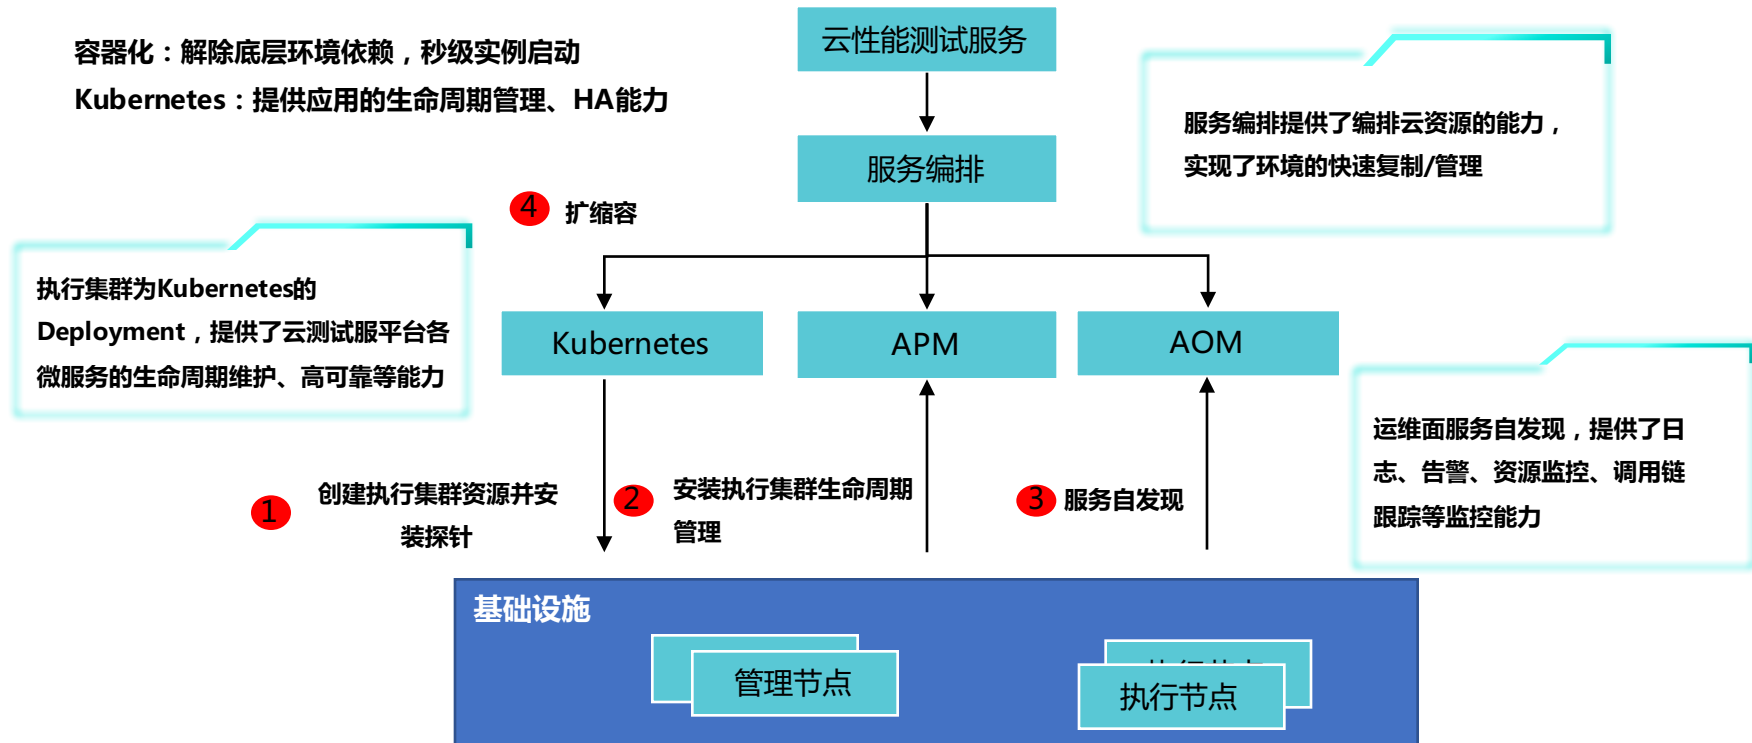 容器化：解除底层环境依赖，秒级实例启动
Kubernetes：提供应用的生命周期管理、HA能力
云性能测试服务
服务编排
服务编排提供了编排云资源的能力，
实现了环境的快速复制/管理
4 扩缩容
执行集群为Kubernetes的
Deployment，提供了云测试服平台各
微服务的生命周期维护、高可靠等能力
Kubernetes
APM
AOM
运维面服务自发现，提供了日
志、告警、资源监控、调用链
跟踪等监控能力
1 创建执行集群资源并安
装探针
2 安装执行集群生命周期
管理
3 服务自发现
基础设施
管理节点
执行节点
执行节点